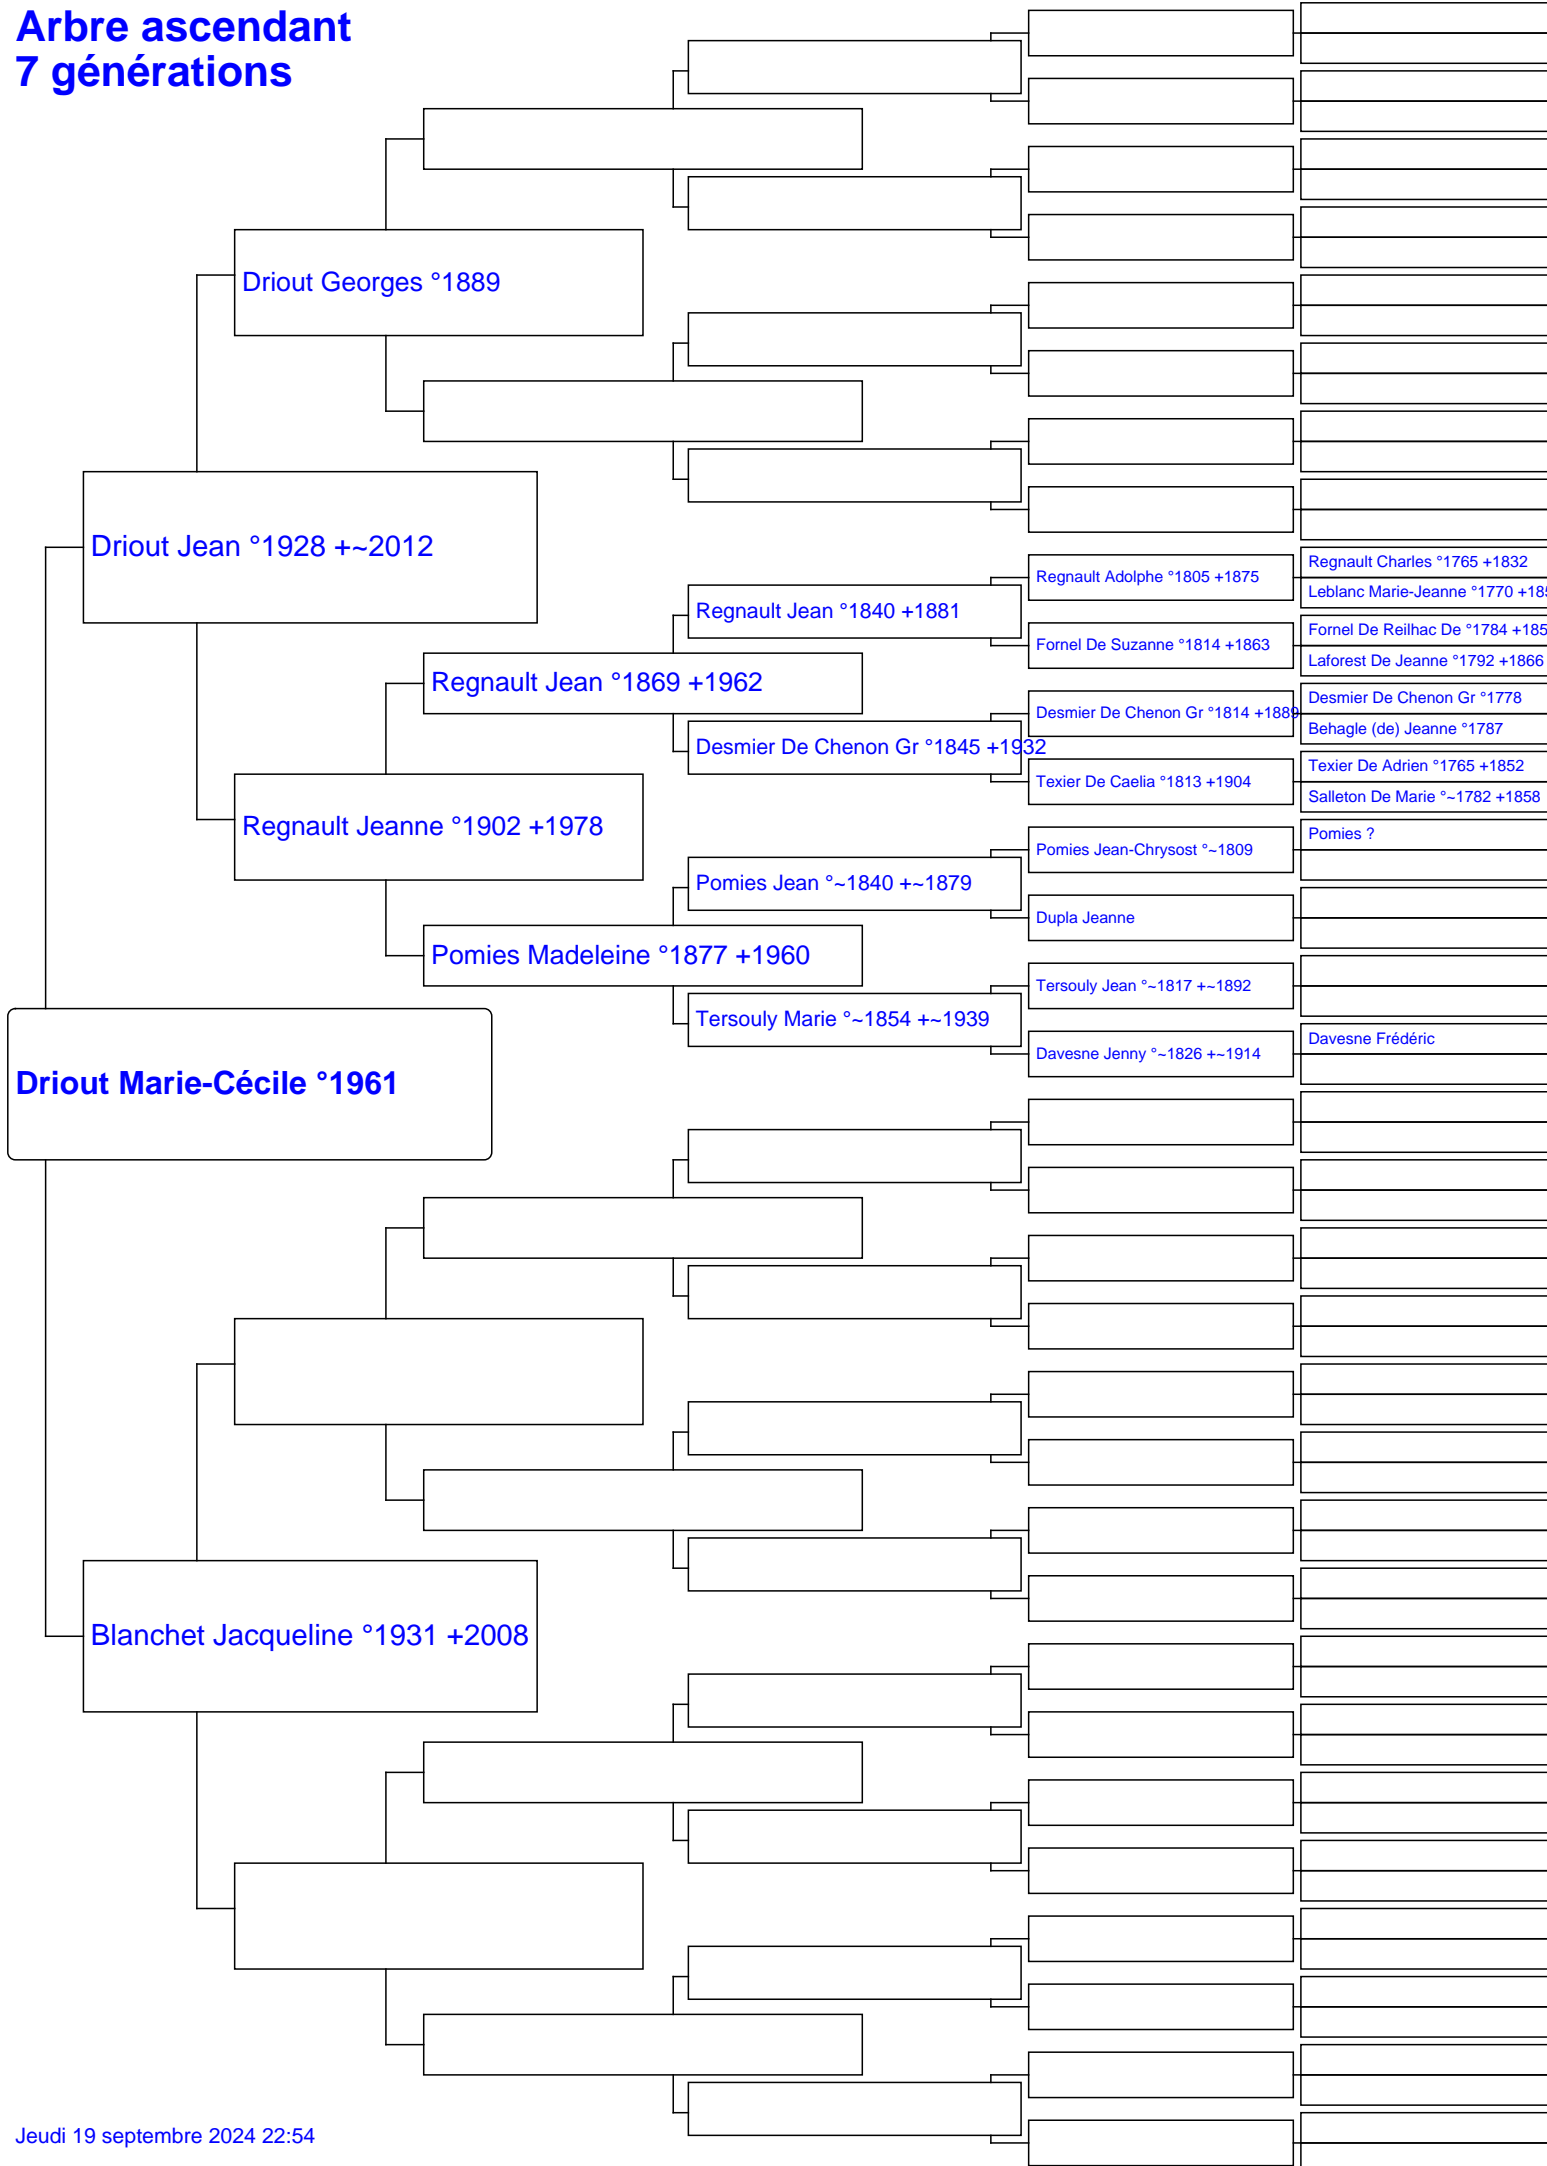 Arbre ascendant
7 générations
Driout Georges °1889
Driout Jean °1928 +~2012
Regnault Adolphe °1805 +1875
Regnault Charles °1765 +1832
Leblanc Marie-Jeanne °1770 +185
Regnault Jean °1840 +1881
Fornel De Suzanne °1814 +1863
Fornel De Reilhac De °1784 +185
Laforest De Jeanne °1792 +1866
Regnault Jean °1869 +1962
Desmier De Chenon Gr °1814 +1889
Desmier De Chenon Gr °1778
Behagle (de) Jeanne °1787
Desmier De Chenon Gr °1845 +1932
Texier De Caelia °1813 +1904
Texier De Adrien °1765 +1852
Salleton De Marie °~1782 +1858
Regnault Jeanne °1902 +1978
Pomies Jean-Chrysost °~1809
Pomies ?
Pomies Jean °~1840 +~1879
Dupla Jeanne
Pomies Madeleine °1877 +1960
Tersouly Jean °~1817 +~1892
Tersouly Marie °~1854 +~1939
Davesne Jenny °~1826 +~1914
Davesne Frédéric
Driout Marie-Cécile °1961
Blanchet Jacqueline °1931 +2008
Jeudi 19 septembre 2024 22:54